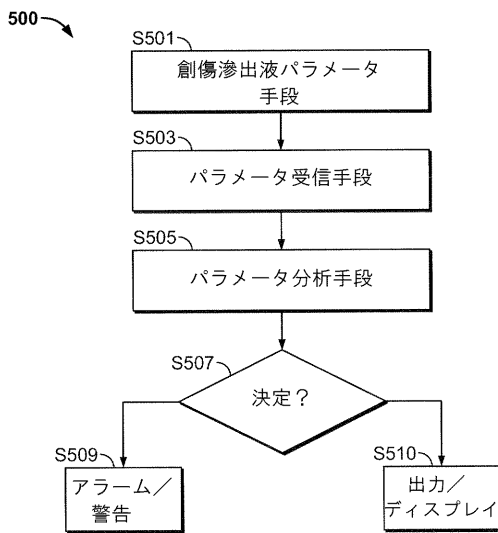 500
S501
創傷滲出液パラメータ
手段
S503
パラメータ受信手段
S505
パラメータ分析手段
S507
決定？
S509
アラーム／
警告
S510
出力／
ディスプレイ